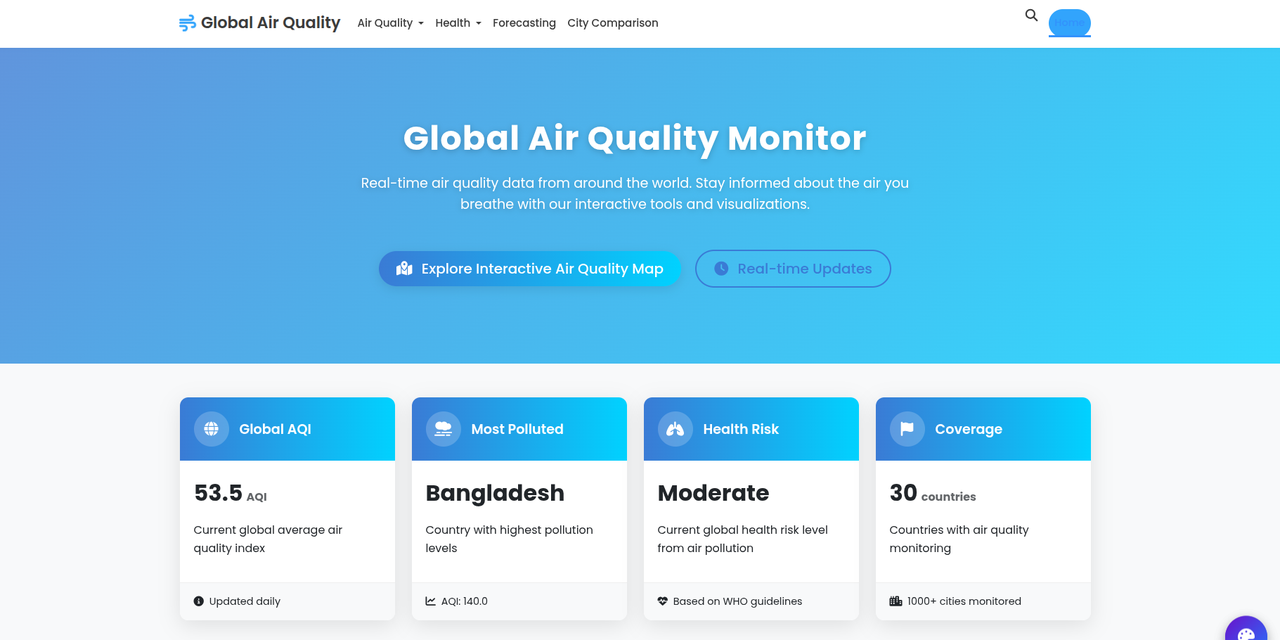 Global Air Quality
Air Quality
Health
Forecasting
City Comparison
Home
Global Air Quality Monitor
Real-time air quality data from around the world. Stay informed about the air you
breathe with our interactive tools and visualizations.
Explore Interactive Air Quality Map
Real-time Updates
Global AQI
53.5 AQI
Current global average air
quality index
Updated daily
Most Polluted
Bangladesh
Country with highest pollution
levels
AQI: 140.0
Health Risk
Moderate
Current global health risk level
from air pollution
Based on WHO guidelines
Coverage
30 countries
Countries with air quality
monitoring
1000+ cities monitored